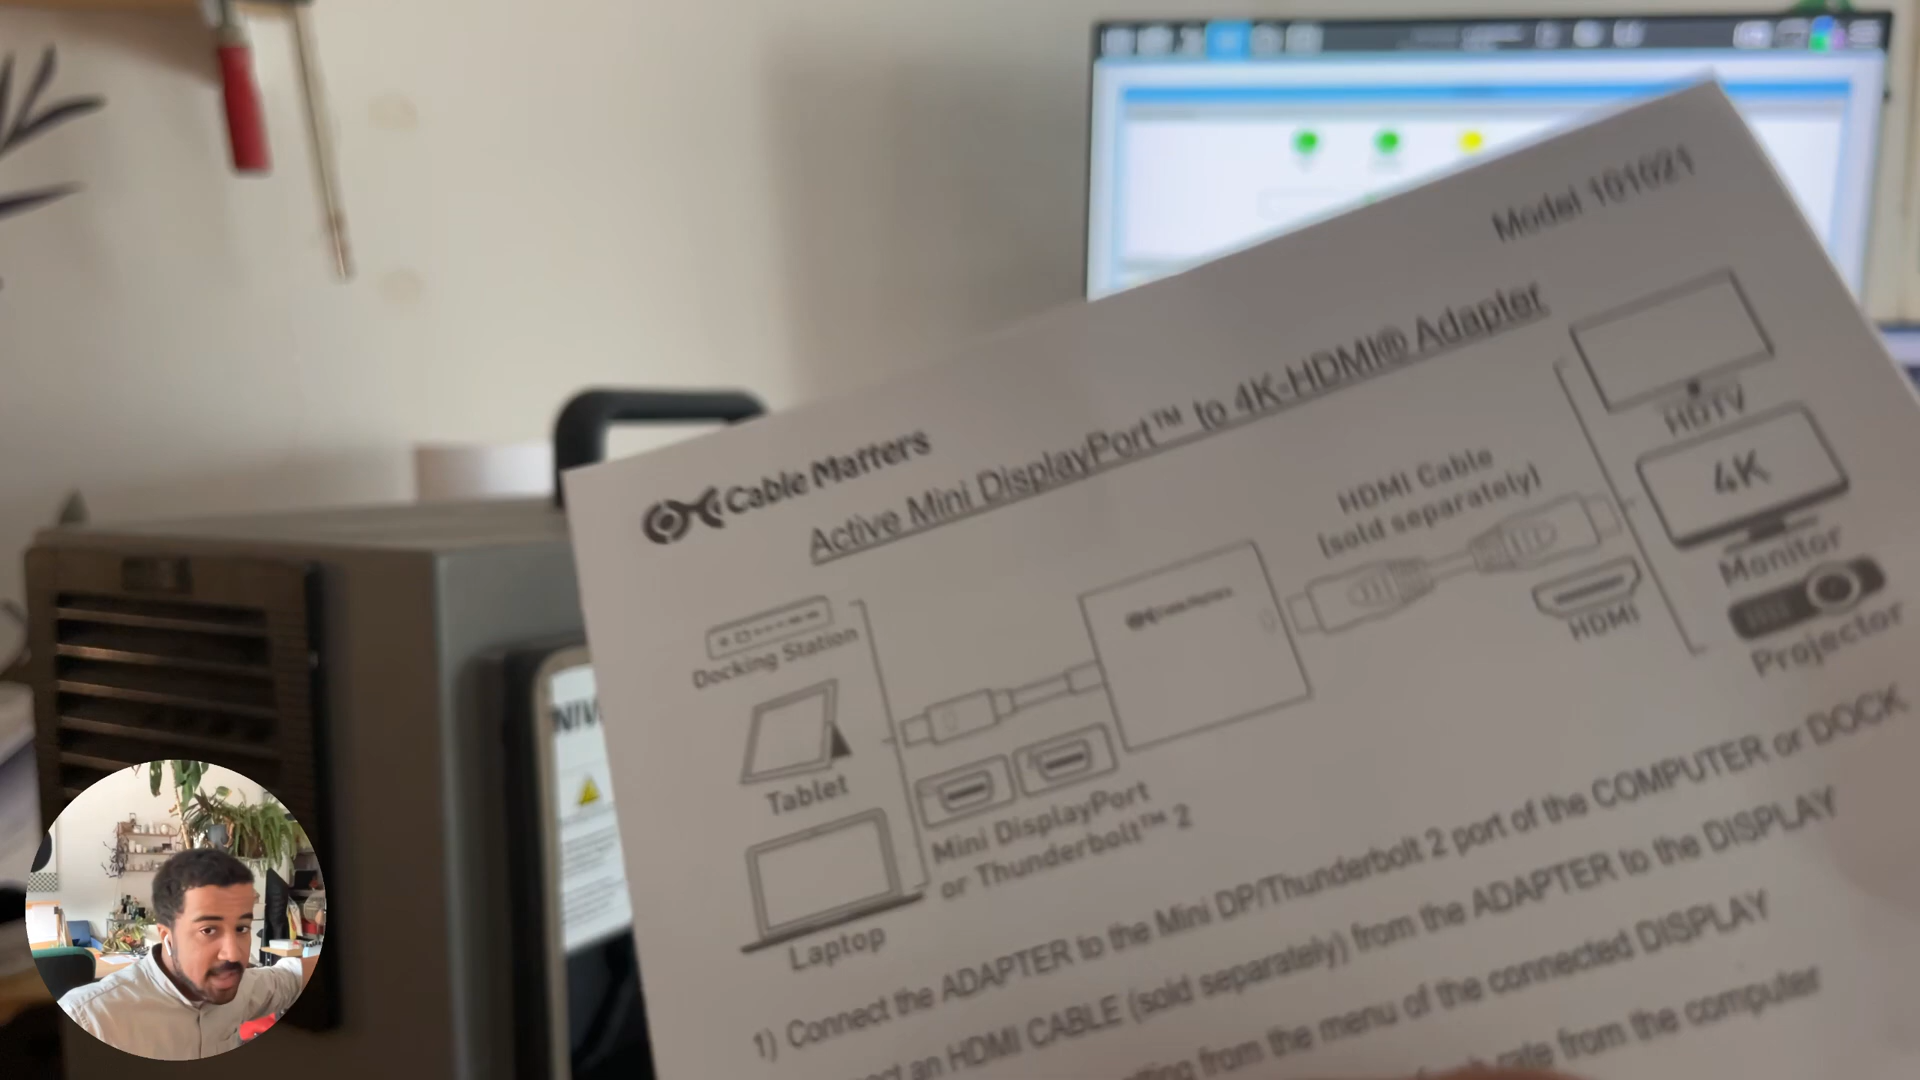 Model 101021
Cable Matters
Active Mini DisplayPort™ to 4K-HDMI® Adapter
HDTV
HDMI Cable
(sold separately)
4K
Monitor
Cable Matters
HDMI
Projector
Docking Station
Tablet
Mini DisplayPort
or Thunderbolt™ 2
Laptop
1) Connect the ADAPTER to the Mini DP/Thunderbolt 2 port of the COMPUTER or DOCK
an HDMI CABLE (sold separately) from the ADAPTER to the DISPLAY
from the menu of the connected DISPLAY
rate from the computer